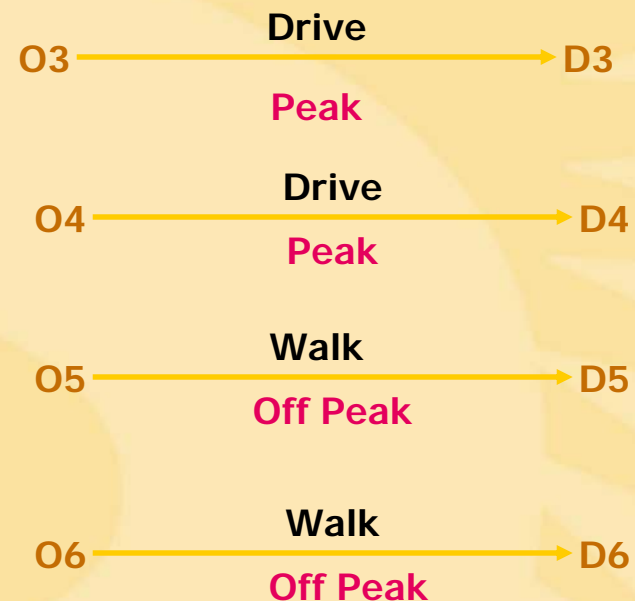 Drive
O3 D3
Peak
Drive
O4 D4
Peak
Walk
O5 D5
Off Peak
Walk
O6 D6
Off Peak